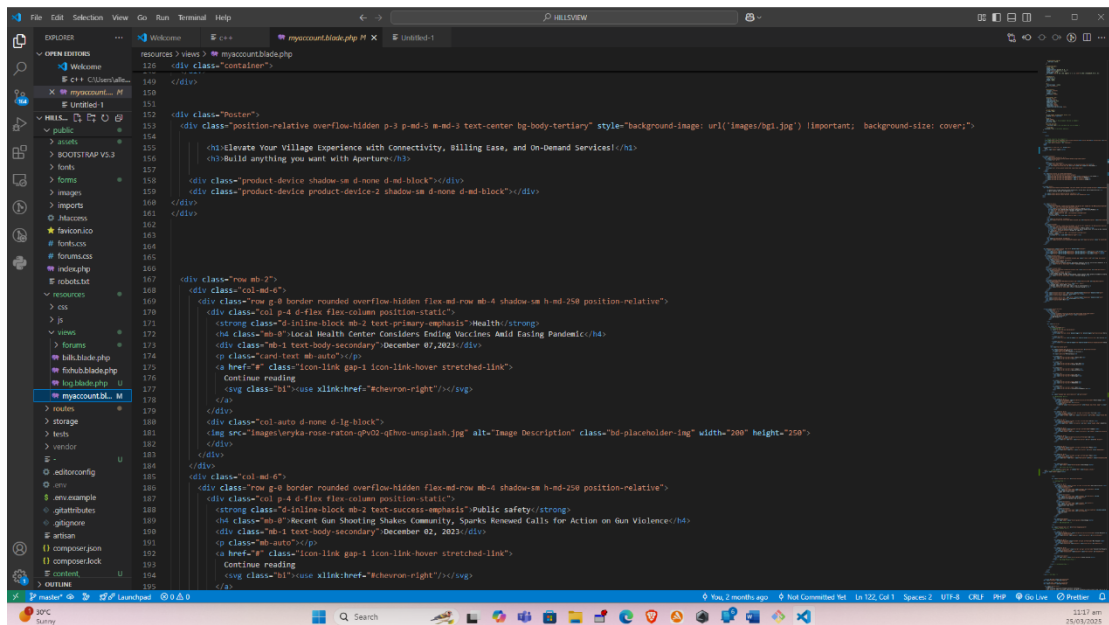 File Edit Selection View Go Run Terminal Help
HILLSVIEW
EXPLORER
Welcome
c++
myaccount.blade.php M
Untitled-1
OPEN EDITORS
Welcome
c++ C:\Users\alle...
myaccount.... M
Untitled-1
HILLS...
public
assets
BOOTSTRAP V5.3
fonts
forms
images
imports
.htaccess
favicon.ico
fonts.css
forums.css
index.php
robots.txt
resources
css
js
views
forums
bills.blade.php
fixhub.blade.php
log.blade.php U
myaccount.bl... M
routes
storage
tests
vendor
- U
.editorconfig
.env
.env.example
.gitattributes
.gitignore
artisan
composer.json
composer.lock
content, U
OUTLINE
resources > views > myaccount.blade.php
126 <div class="container">
149 </div>
150
151
152 <div class="Poster">
153 <div class="position-relative overflow-hidden p-3 p-md-5 m-md-3 text-center bg-body-tertiary" style="background-image: url('images/bg1.jpg') !important; background-size: cover;">
154
155 <h1>Elevate Your Village Experience with Connectivity, Billing Ease, and On-Demand Services!</h1>
156 <h3>Build anything you want with Aperture</h3>
157
158 <div class="product-device shadow-sm d-none d-md-block"></div>
159 <div class="product-device product-device-2 shadow-sm d-none d-md-block"></div>
160 </div>
161 </div>
162
163
164
165
166
167 <div class="row mb-2">
168 <div class="col-md-6">
169 <div class="row g-0 border rounded overflow-hidden flex-md-row mb-4 shadow-sm h-md-250 position-relative">
170 <div class="col p-4 d-flex flex-column position-static">
171 <strong class="d-inline-block mb-2 text-primary-emphasis">Health</strong>
172 <h4 class="mb-0">Local Health Center Considers Ending Vaccines Amid Easing Pandemic</h4>
173 <div class="mb-1 text-body-secondary">December 07,2023</div>
174 <p class="card-text mb-auto"></p>
175 <a href="#" class="icon-link gap-1 icon-link-hover stretched-link">
176 Continue reading
177 <svg class="bi"><use xlink:href="#chevron-right"/></svg>
178 </a>
179 </div>
180 <div class="col-auto d-none d-lg-block">
181 <img src="images\eryka-rose-raton-qPvO2-qEhvo-unsplash.jpg" alt="Image Description" class="bd-placeholder-img" width="200" height="250">
182 </div>
183 </div>
184 </div>
185 <div class="col-md-6">
186 <div class="row g-0 border rounded overflow-hidden flex-md-row mb-4 shadow-sm h-md-250 position-relative">
187 <div class="col p-4 d-flex flex-column position-static">
188 <strong class="d-inline-block mb-2 text-success-emphasis">Public safety</strong>
189 <h4 class="mb-0">Recent Gun Shooting Shakes Community, Sparks Renewed Calls for Action on Gun Violence</h4>
190 <div class="mb-1 text-body-secondary">December 02, 2023</div>
191 <p class="mb-auto"></p>
192 <a href="#" class="icon-link gap-1 icon-link-hover stretched-link">
193 Continue reading
194 <svg class="bi"><use xlink:href="#chevron-right"/></svg>
195 </a>
master* Launchpad 0 0 You, 2 months ago Not Committed Yet Ln 122, Col 1 Spaces: 2 UTF-8 CRLF PHP Go Live Prettier
30°C
Sunny
Search
11:17 am
25/03/2025